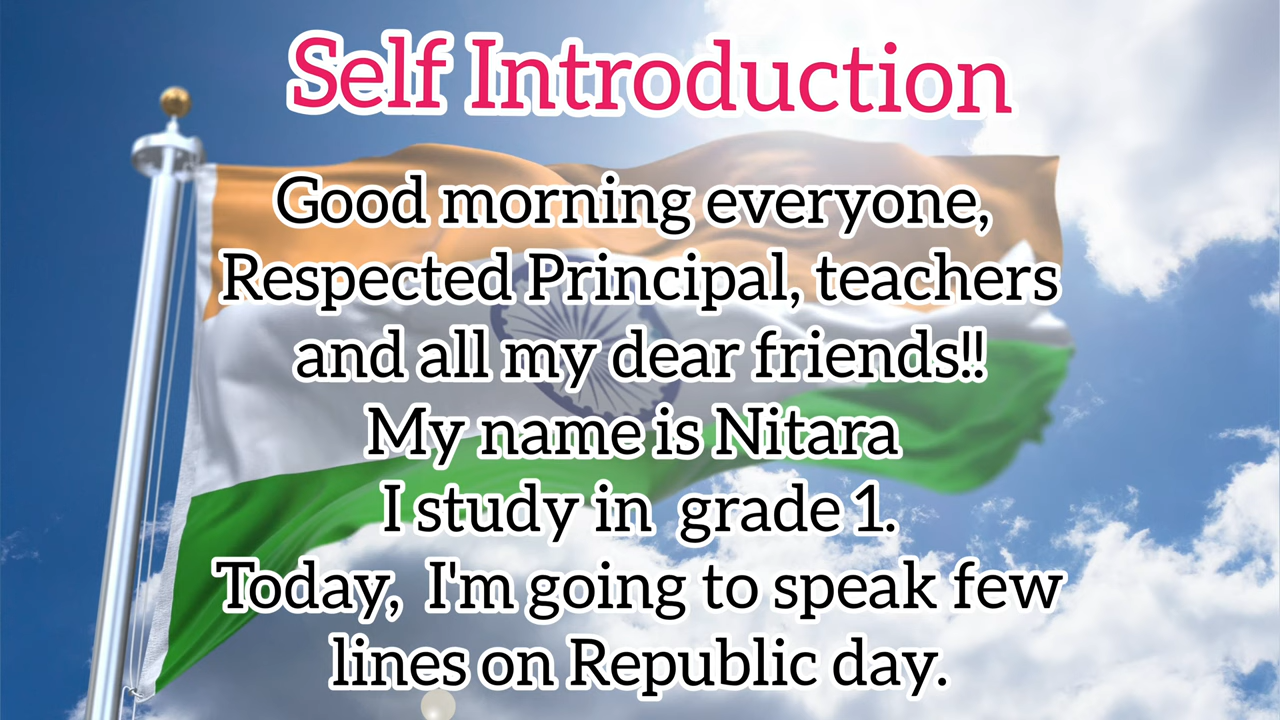 Self Introduction
Good morning everyone,
Respected Principal, teachers
and all my dear friends!!
My name is Nitara
I study in grade 1.
Today, I'm going to speak few
lines on Republic day.